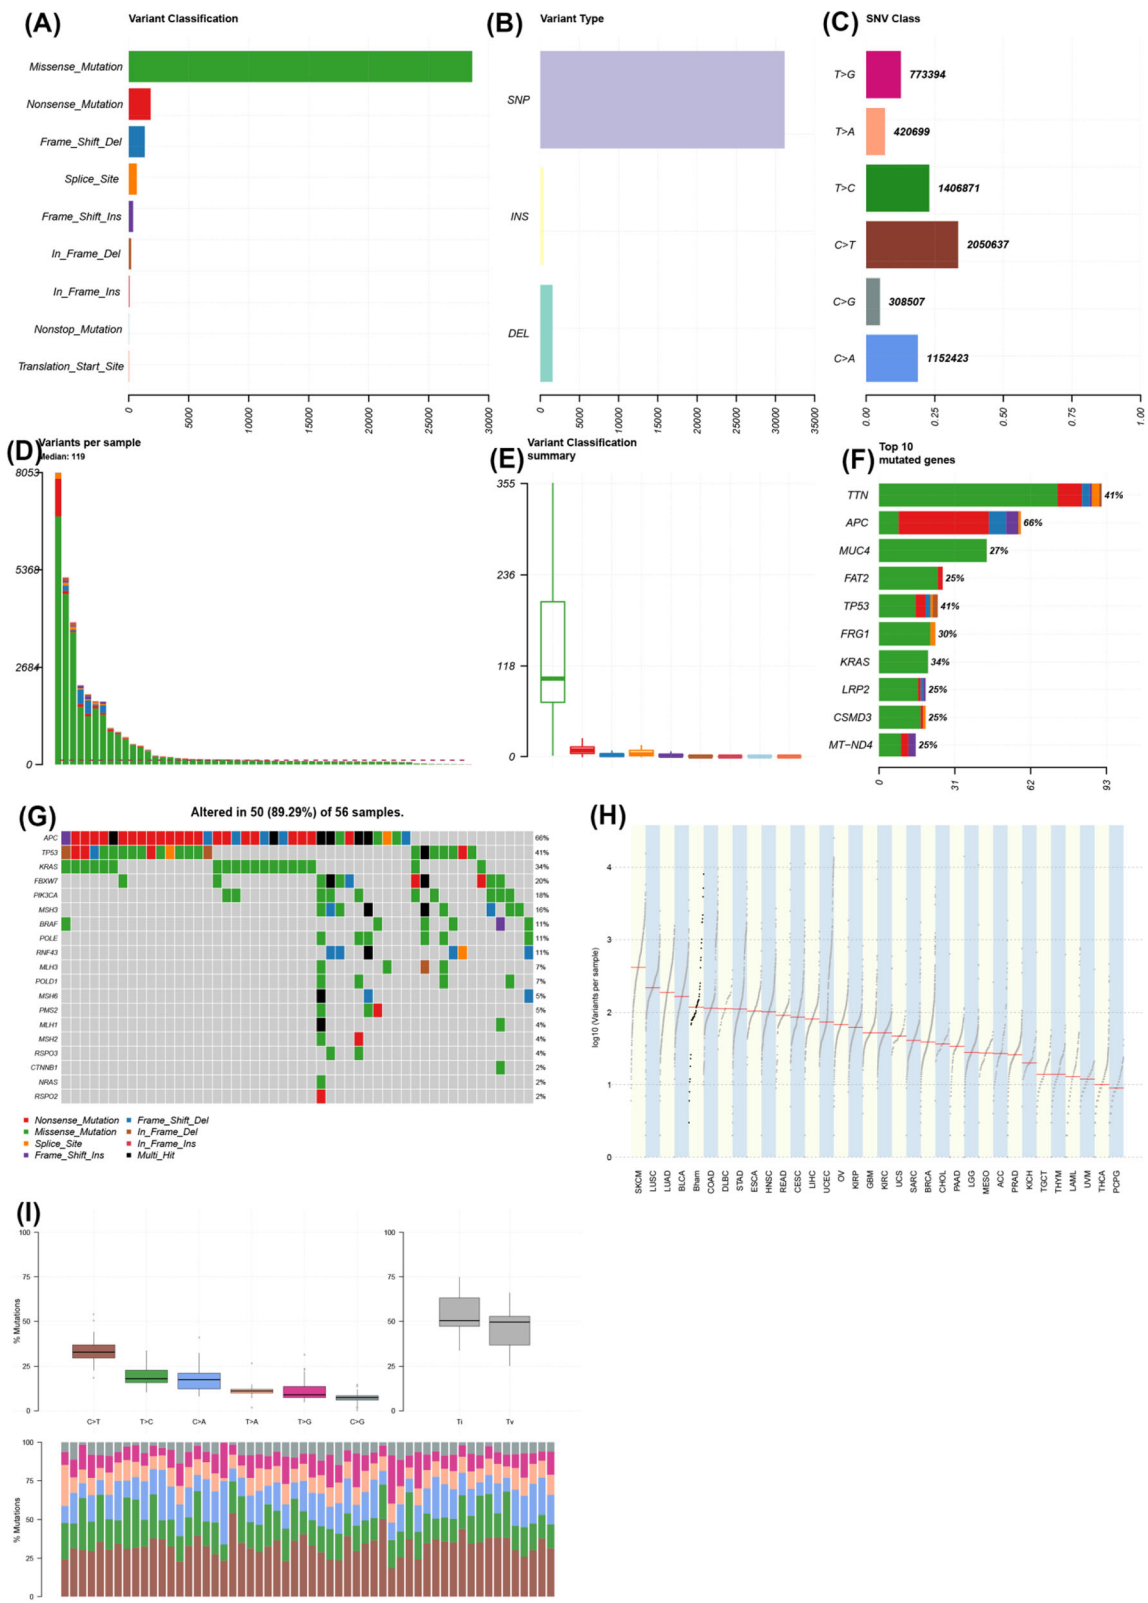 (A)
Variant Classification
Missense_Mutation
Nonsense_Mutation
Frame_Shift_Del
Splice_Site
Frame_Shift_Ins
In_Frame_Del
In_Frame_Ins
Nonstop_Mutation
Translation_Start_Site
0
5000
10000
15000
20000
25000
30000
(B)
Variant Type
SNP
INS
DEL
0
5000
10000
15000
20000
25000
30000
35000
(C)
SNV Class
T>G
773394
T>A
420699
T>C
1406871
C>T
2050637
C>G
308507
C>A
1152423
0.00
0.25
0.50
0.75
1.00
(D)
Variants per sample
Median: 119
8053
5369
2684
0
(E)
Variant Classification
summary
355
236
118
0
(F)
Top 10
mutated genes
TTN
41%
APC
66%
MUC4
27%
FAT2
25%
TP53
41%
FRG1
30%
KRAS
34%
LRP2
25%
CSMD3
25%
MT−ND4
25%
0
31
62
93
(G)
Altered in 50 (89.29%) of 56 samples.
APC
66%
TP53
41%
KRAS
34%
FBXW7
20%
PIK3CA
18%
MSH3
16%
BRAF
11%
POLE
11%
RNF43
11%
MLH3
7%
POLD1
7%
MSH6
5%
PMS2
5%
MLH1
4%
MSH2
4%
RSPO3
4%
CTNNB1
2%
NRAS
2%
RSPO2
2%
Nonsense_Mutation
Frame_Shift_Del
Missense_Mutation
In_Frame_Del
Splice_Site
In_Frame_Ins
Frame_Shift_Ins
Multi_Hit
(H)
log10 (Variants per sample)
4
3
2
1
0
SKCM
LUSC
LUAD
BLCA
Bham
COAD
DLBC
STAD
ESCA
HNSC
READ
CESC
LIHC
UCEC
OV
KIRP
GBM
KIRC
UCS
SARC
BRCA
CHOL
PAAD
LGG
MESO
ACC
PRAD
KICH
TGCT
THYM
LAML
UVM
THCA
PCPG
(I)
% Mutations
100
75
50
25
0
C>T
T>C
C>A
T>A
T>G
C>G
100
75
50
25
0
Ti
Tv
% Mutations
100
75
50
25
0